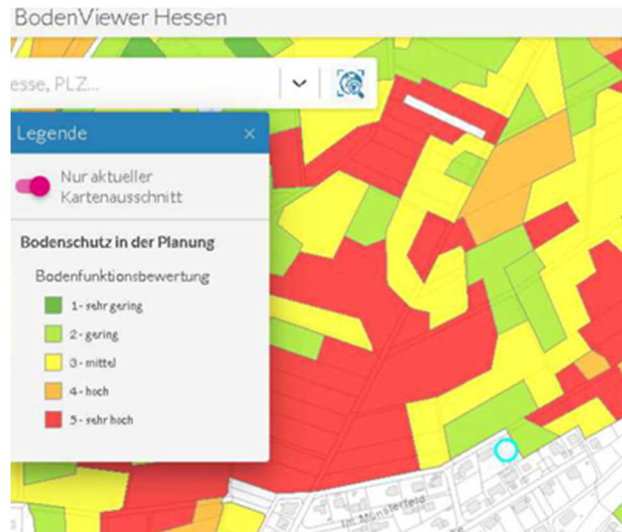 BodenViewer Hessen
esse, PLZ...
Legende
Nur aktueller
Kartenausschnitt
Bodenschutz in der Planung
Bodenfunktionsbewertung
1 - sehr gering
2 - gering
3 - mittel
4 - hoch
5 - sehr hoch
Im Münsterfeld